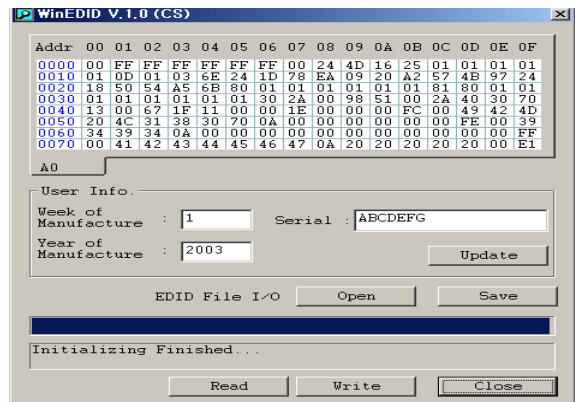 WinEDID V.1.0 (CS)
Addr 00 01 02 03 04 05 06 07 08 09 0A 0B 0C 0D 0E 0F
0000 00 FF FF FF FF FF FF 00 24 4D 16 25 01 01 01 01
0010 01 0D 01 03 6E 24 1D 78 EA 09 20 A2 57 4B 97 24
0020 18 50 54 A5 6B 80 01 01 01 01 01 01 81 80 01 01
0030 01 01 01 01 01 01 30 2A 00 98 51 00 2A 40 30 70
0040 13 00 67 1F 11 00 00 1E 00 00 00 FC 00 49 42 4D
0050 20 4C 31 38 30 70 0A 00 00 00 00 00 00 FE 00 39
0060 34 39 34 0A 00 00 00 00 00 00 00 00 00 00 00 FF
0070 00 41 42 43 44 45 46 47 0A 20 20 20 20 20 00 E1
A0
User Info.
Week of Manufacture : 1 Serial : ABCDEFG
Year of Manufacture : 2003 Update
EDID File I/O Open Save
Initializing Finished...
Read Write Close